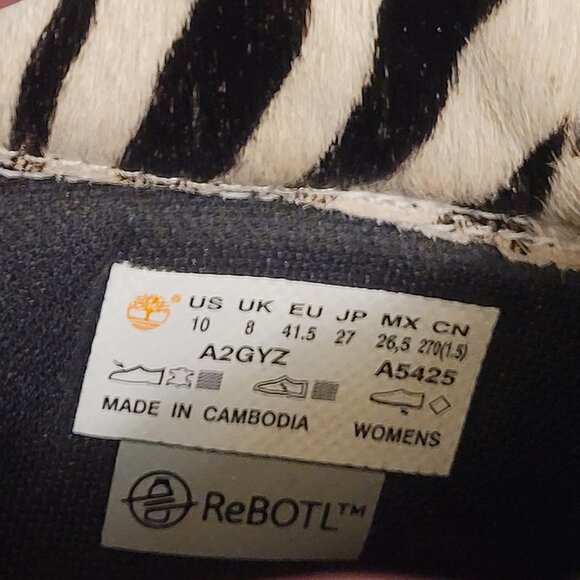 US UK EU JP MX CN
10 8 41.5 27 26,5 270(1.5)
A2GYZ A5425
MADE IN CAMBODIA WOMENS
ReBOTL™